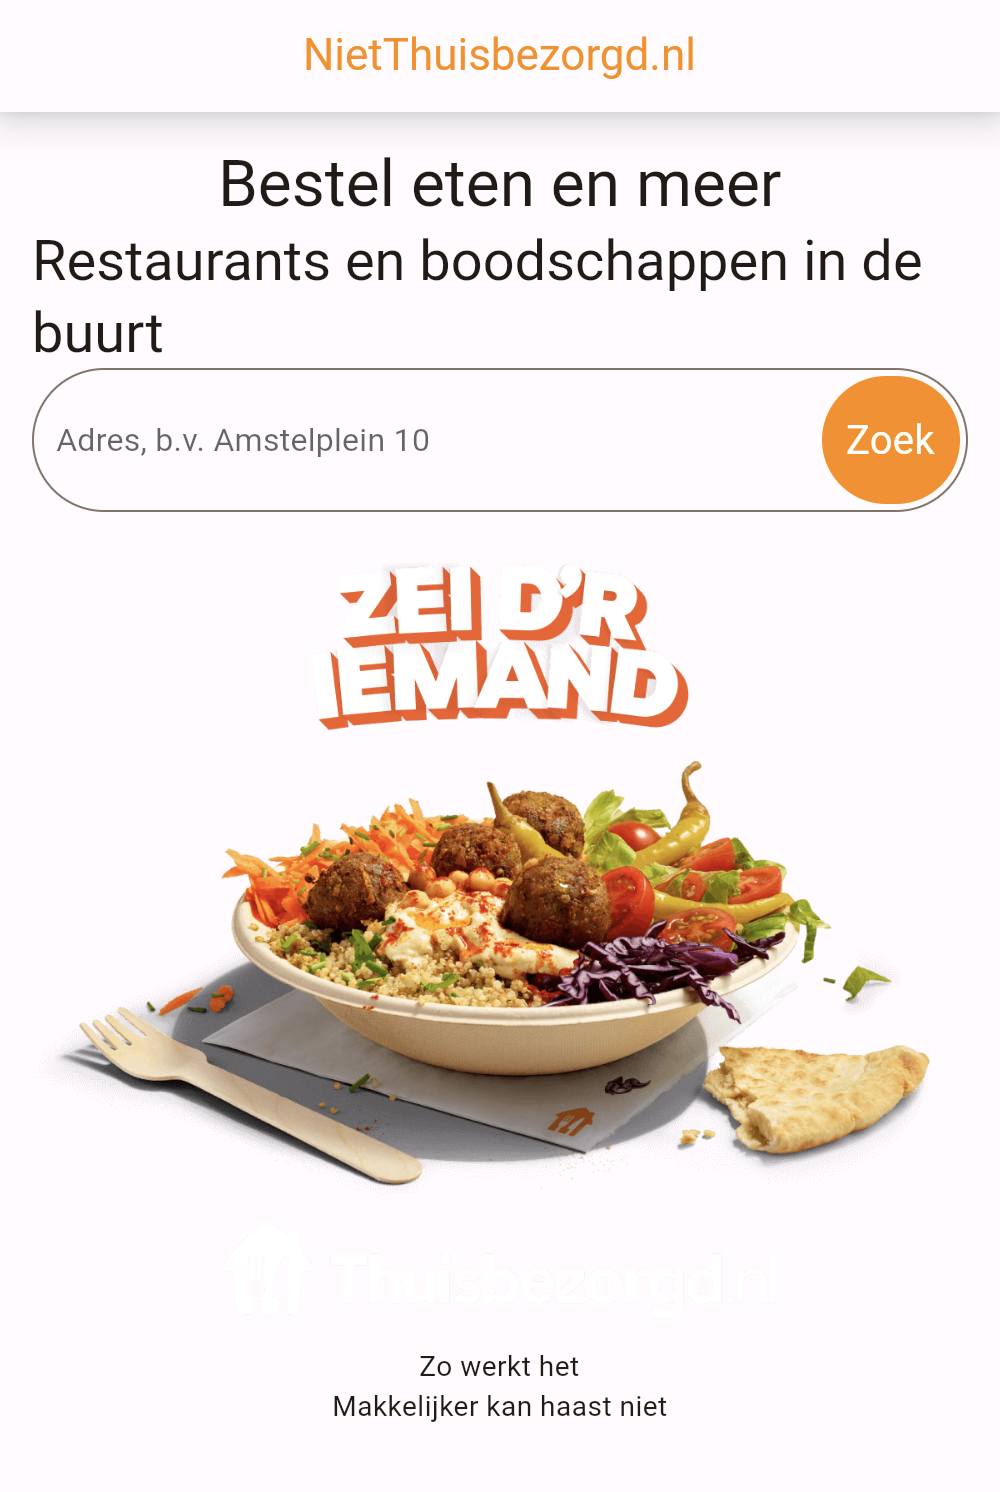 NietThuisbezorgd.nl
Bestel eten en meer
Restaurants en boodschappen in de
buurt
Adres, b.v. Amstelplein 10
Zoek
ZEI D'R
IEMAND
Thuisbezorgd.nl
Zo werkt het
Makkelijker kan haast niet